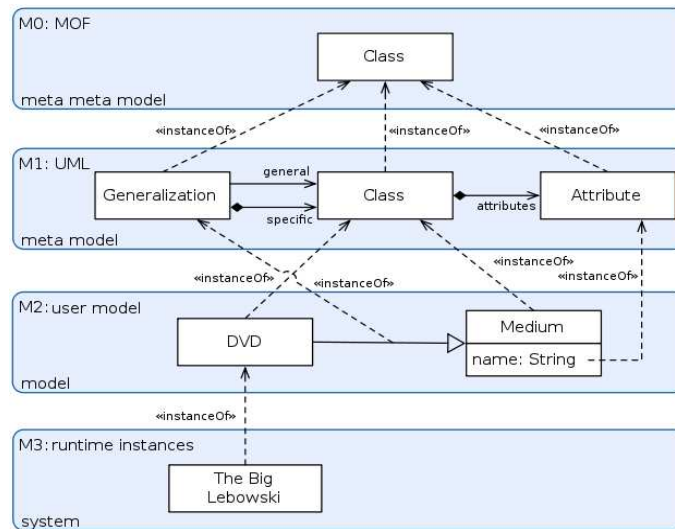 M0: MOF
Class
meta meta model
«instanceOf»
«instanceOf»
«instanceOf»
M1: UML
general
Generalization
Class
Attribute
specific
attributes
meta model
«instanceOf»
«instanceOf»
«instanceOf»
«instanceOf»
M2: user model
Medium
DVD
name: String
model
«instanceOf»
M3: runtime instances
The Big
Lebowski
system